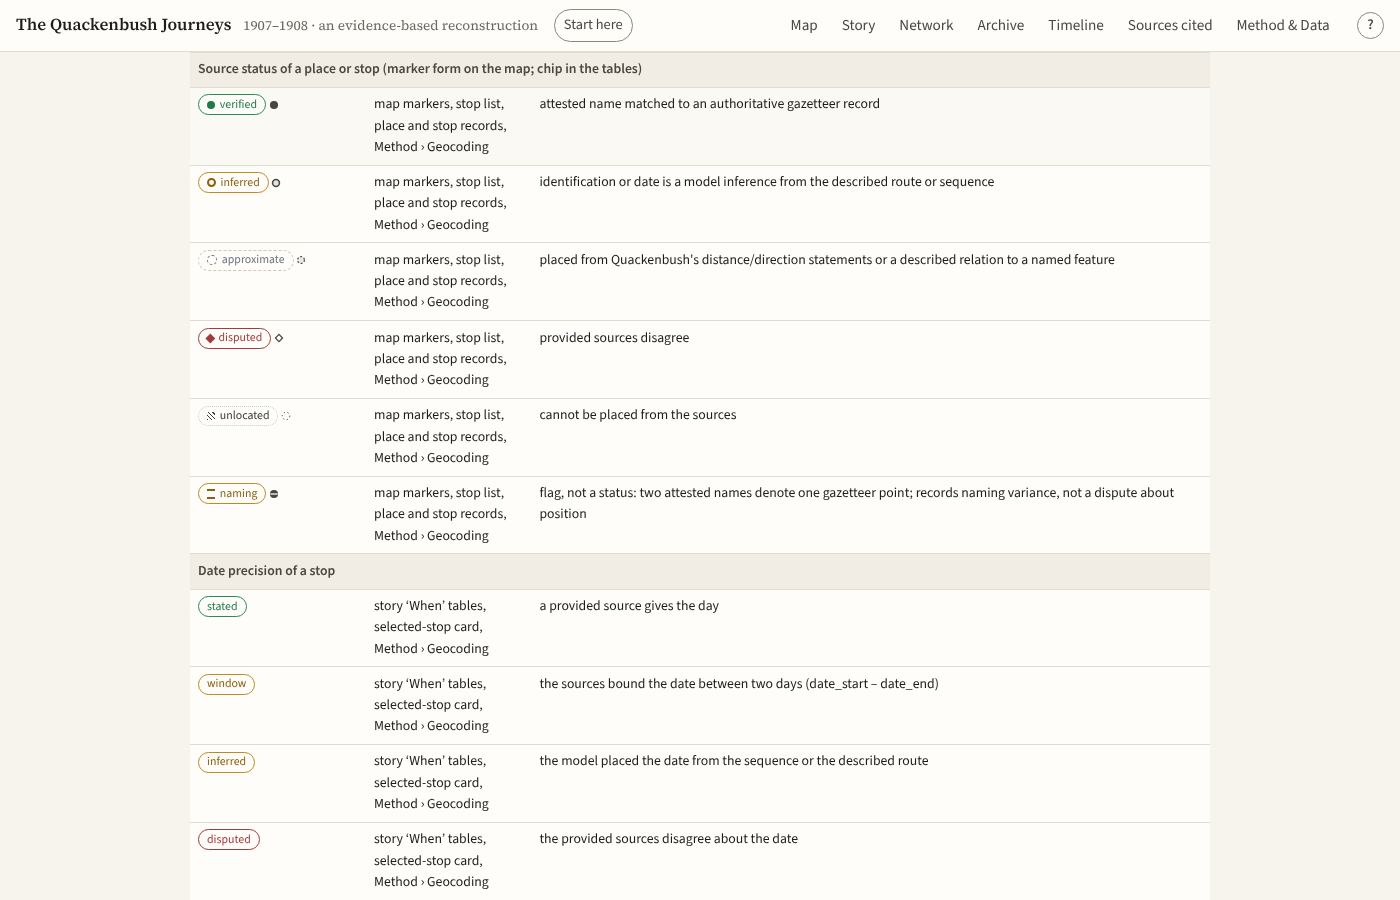 The Quackenbush Journeys 1907–1908 · an evidence-based reconstruction Start here Map Story Network Archive Timeline Sources cited Method & Data ?
Source status of a place or stop (marker form on the map; chip in the tables)
verified map markers, stop list, attested name matched to an authoritative gazetteer record
place and stop records,
Method › Geocoding
inferred map markers, stop list, identification or date is a model inference from the described route or sequence
place and stop records,
Method › Geocoding
approximate map markers, stop list, placed from Quackenbush's distance/direction statements or a described relation to a named feature
place and stop records,
Method › Geocoding
disputed map markers, stop list, provided sources disagree
place and stop records,
Method › Geocoding
unlocated map markers, stop list, cannot be placed from the sources
place and stop records,
Method › Geocoding
naming map markers, stop list, flag, not a status: two attested names denote one gazetteer point; records naming variance, not a dispute about
place and stop records, position
Method › Geocoding
Date precision of a stop
stated story ‘When’ tables, a provided source gives the day
selected-stop card,
Method › Geocoding
window story ‘When’ tables, the sources bound the date between two days (date_start – date_end)
selected-stop card,
Method › Geocoding
inferred story ‘When’ tables, the model placed the date from the sequence or the described route
selected-stop card,
Method › Geocoding
disputed story ‘When’ tables, the provided sources disagree about the date
selected-stop card,
Method › Geocoding